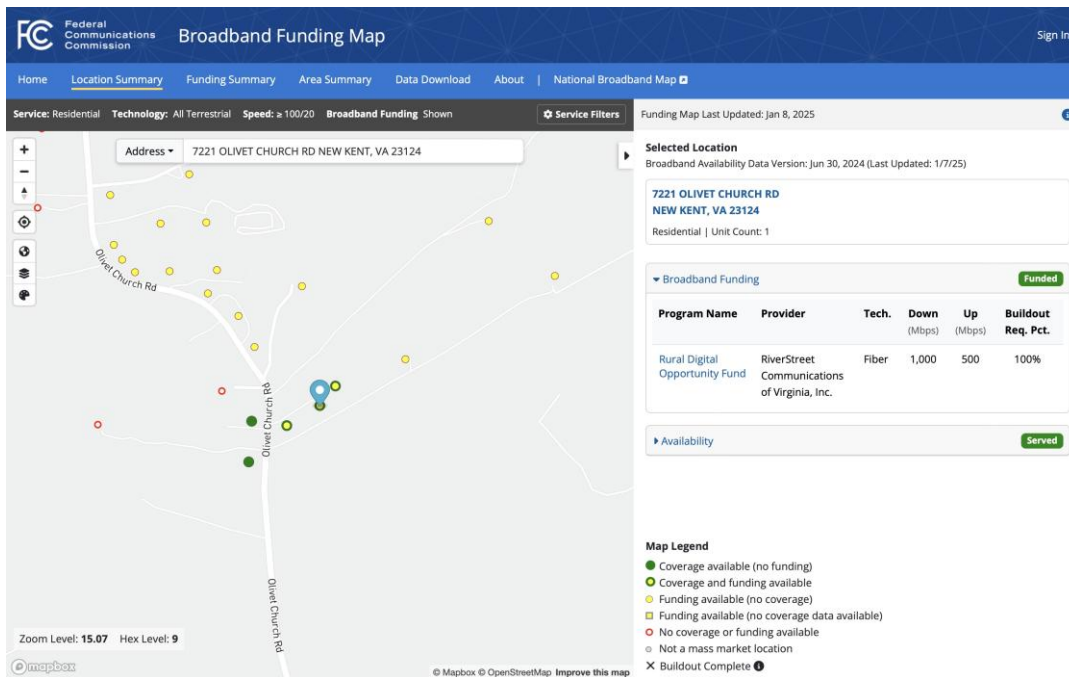 FCC
Federal
Communications
Commission
Broadband Funding Map
Sign In
Home Location Summary Funding Summary Area Summary Data Download About | National Broadband Map
Service: Residential Technology: All Terrestrial Speed: ≥ 100/20 Broadband Funding Shown
Service Filters
Funding Map Last Updated: Jan 8, 2025
Address 7221 OLIVET CHURCH RD NEW KENT, VA 23124
Selected Location
Broadband Availability Data Version: Jun 30, 2024 (Last Updated: 1/7/25)
7221 OLIVET CHURCH RD
NEW KENT, VA 23124
Residential | Unit Count: 1
Broadband Funding Funded
Program Name Provider Tech. Down (Mbps) Up (Mbps) Buildout Req. Pct.
Rural Digital RiverStreet Fiber 1,000 500 100%
Opportunity Fund Communications
of Virginia, Inc.
Availability Served
Olivet Church Rd
Olivet Church Rd
Olivet Church Rd
Map Legend
Coverage available (no funding)
Coverage and funding available
Funding available (no coverage)
Funding available (no coverage data available)
No coverage or funding available
Not a mass market location
Buildout Complete
Zoom Level: 15.07 Hex Level: 9
mapbox
© Mapbox © OpenStreetMap Improve this map